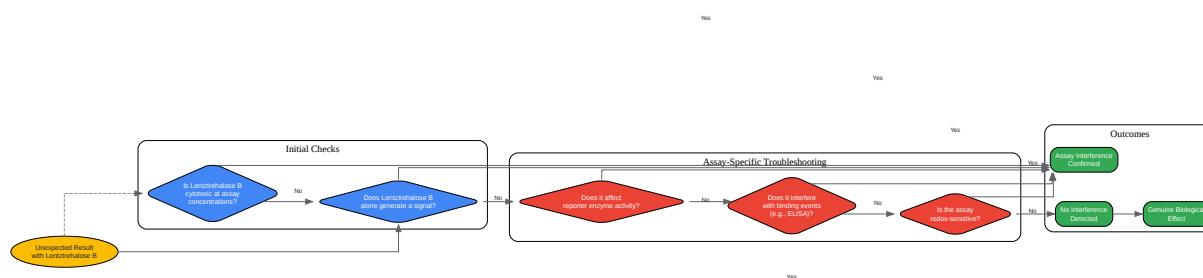 Yes
Yes
Yes
Outcomes
Initial Checks
Assay-Specific Troubleshooting
Yes
Assay Interference
Confirmed
Is Lentztrehalose B
cytotoxic at assay
concentrations?
No
Does Lentztrehalose B
alone generate a signal?
No
Does it affect
reporter enzyme activity?
No
Does it interfere
with binding events
(e.g., ELISA)?
No
Is the assay
redox-sensitive?
No
No Interference
Detected
Genuine Biological
Effect
Unexpected Result
with Lentztrehalose B
Yes